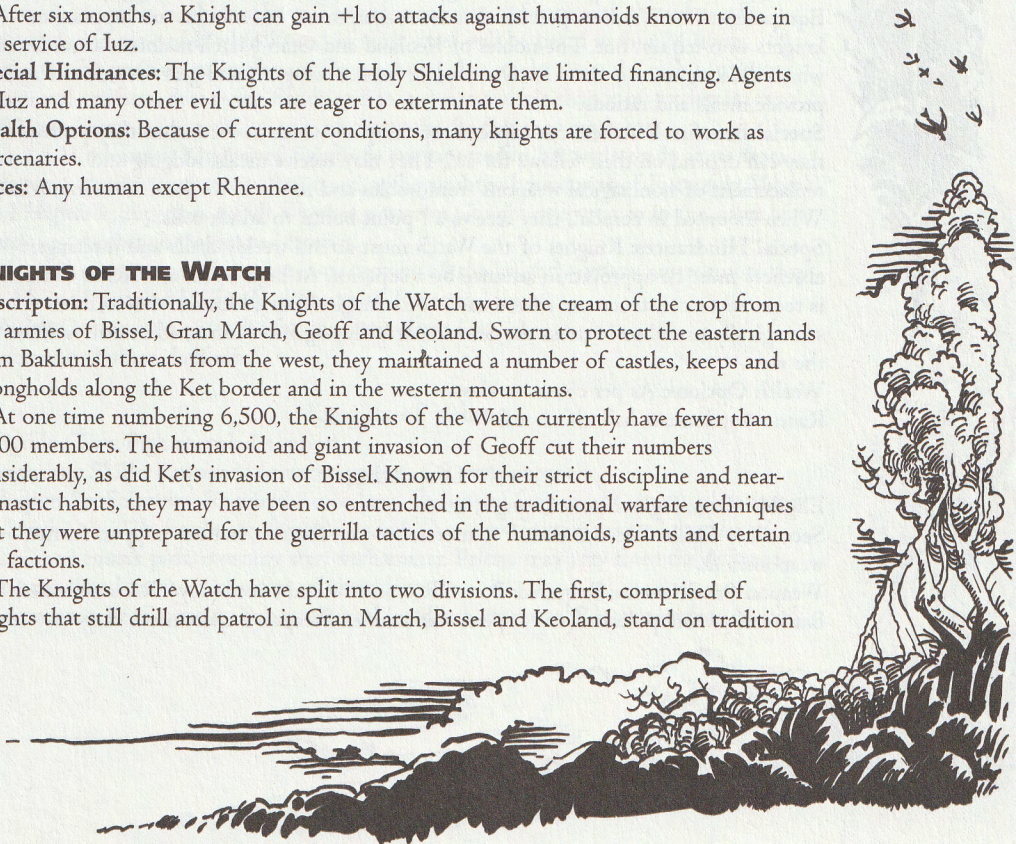 After six months, a Knight can gain +1 to attacks against humanoids known to be in
service of Iuz.
ecial Hindrances: The Knights of the Holy Shielding have limited financing. Agents
Iuz and many other evil cults are eager to exterminate them.
alth Options: Because of current conditions, many knights are forced to work as
rcenaries.
ces: Any human except Rhennee.
NIGHTS OF THE WATCH
scription: Traditionally, the Knights of the Watch were the cream of the crop from
armies of Bissel, Gran March, Geoff and Keoland. Sworn to protect the eastern lands
m Baklunish threats from the west, they maintained a number of castles, keeps and
ongholds along the Ket border and in the western mountains.
At one time numbering 6,500, the Knights of the Watch currently have fewer than
00 members. The humanoid and giant invasion of Geoff cut their numbers
nsiderably, as did Ket's invasion of Bissel. Known for their strict discipline and near-
nastic habits, they may have been so entrenched in the traditional warfare techniques
they were unprepared for the guerrilla tactics of the humanoids, giants and certain
factions.
The Knights of the Watch have split into two divisions. The first, comprised of
ghts that still drill and patrol in Gran March, Bissel and Keoland, stand on tradition